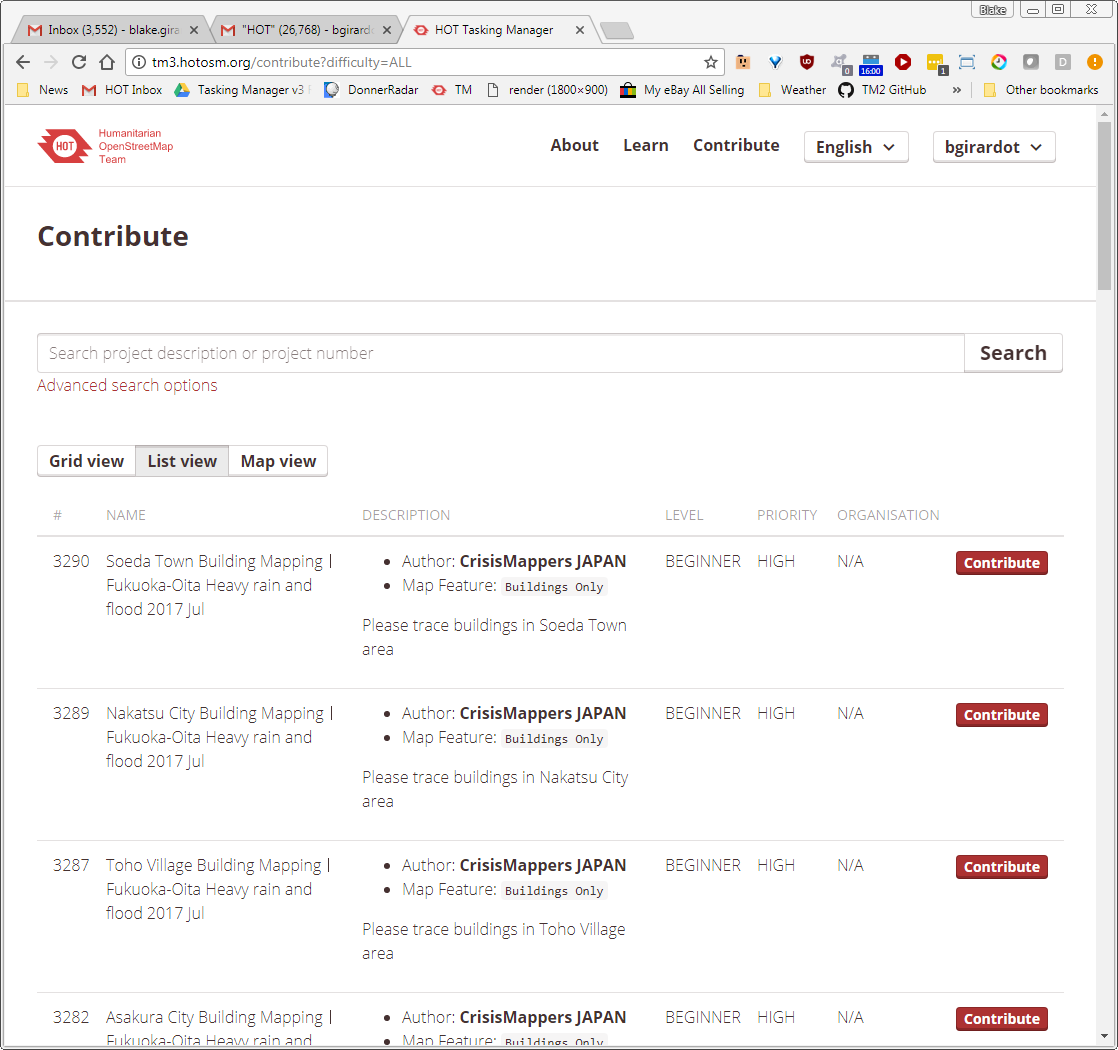 Blake
Inbox (3,552) - blake.gira
"HOT" (26,768) - bgirard
HOT Tasking Manager
tm3.hotosm.org/contribute?difficulty=ALL
0
16:00
1
D
News
HOT Inbox
Tasking Manager v3
DonnerRadar
TM
render (1800×900)
My eBay All Selling
Weather
TM2 GitHub
»
Other bookmarks
HOT
Humanitarian
OpenStreetMap
Team
About
Learn
Contribute
English
bgirardot
Contribute
Search project description or project number
Search
Advanced search options
Grid view
List view
Map view
# NAME DESCRIPTION LEVEL PRIORITY ORGANISATION
3290 Soeda Town Building Mapping | • Author: CrisisMappers JAPAN BEGINNER HIGH N/A Contribute
Fukuoka-Oita Heavy rain and • Map Feature: Buildings Only
flood 2017 Jul
Please trace buildings in Soeda Town
area
3289 Nakatsu City Building Mapping | • Author: CrisisMappers JAPAN BEGINNER HIGH N/A Contribute
Fukuoka-Oita Heavy rain and • Map Feature: Buildings Only
flood 2017 Jul
Please trace buildings in Nakatsu City
area
3287 Toho Village Building Mapping | • Author: CrisisMappers JAPAN BEGINNER HIGH N/A Contribute
Fukuoka-Oita Heavy rain and • Map Feature: Buildings Only
flood 2017 Jul
Please trace buildings in Toho Village
area
3282 Asakura City Building Mapping | • Author: CrisisMappers JAPAN BEGINNER HIGH N/A Contribute
Fukuoka-Oita Heavy rain and • Map Feature: Buildings Only